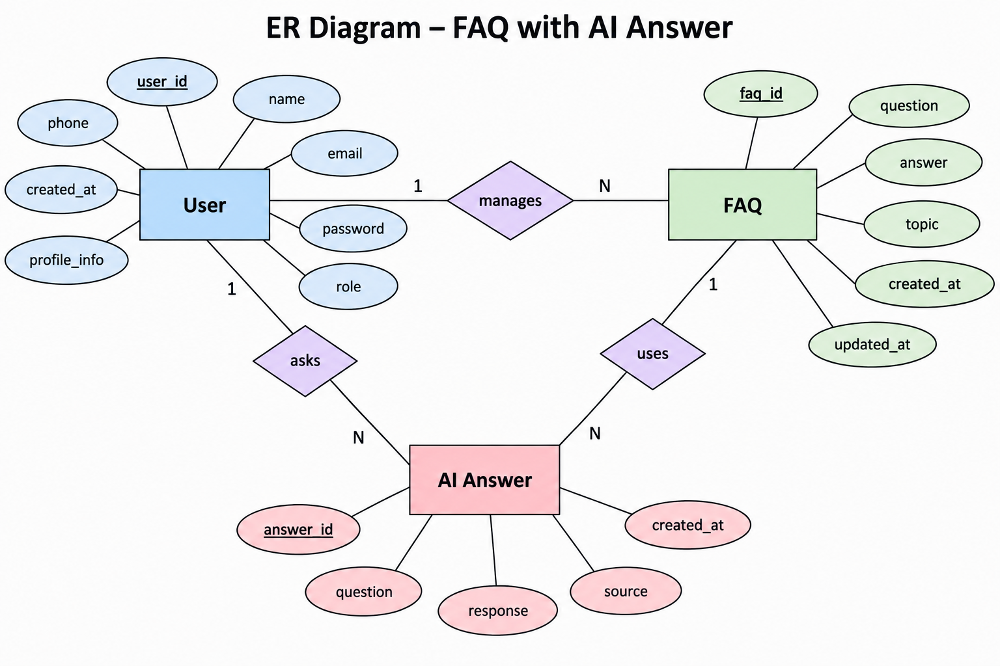 ER Diagram – FAQ with AI Answer
user_id
name
phone
email
created_at
User
password
profile_info
role
1
manages
N
faq_id
question
answer
FAQ
topic
created_at
updated_at
1
asks
N
1
uses
N
AI Answer
answer_id
question
response
source
created_at